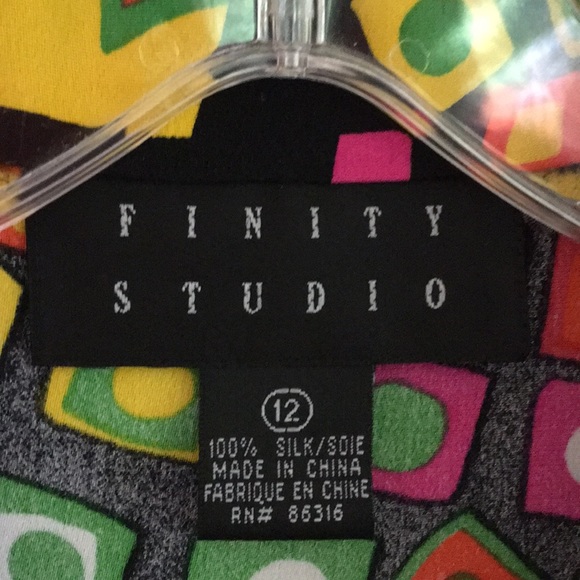 FINITY
STUDIO
12
100% SILK/SOIE
MADE IN CHINA
FABRIQUE EN CHINE
RN# 86316